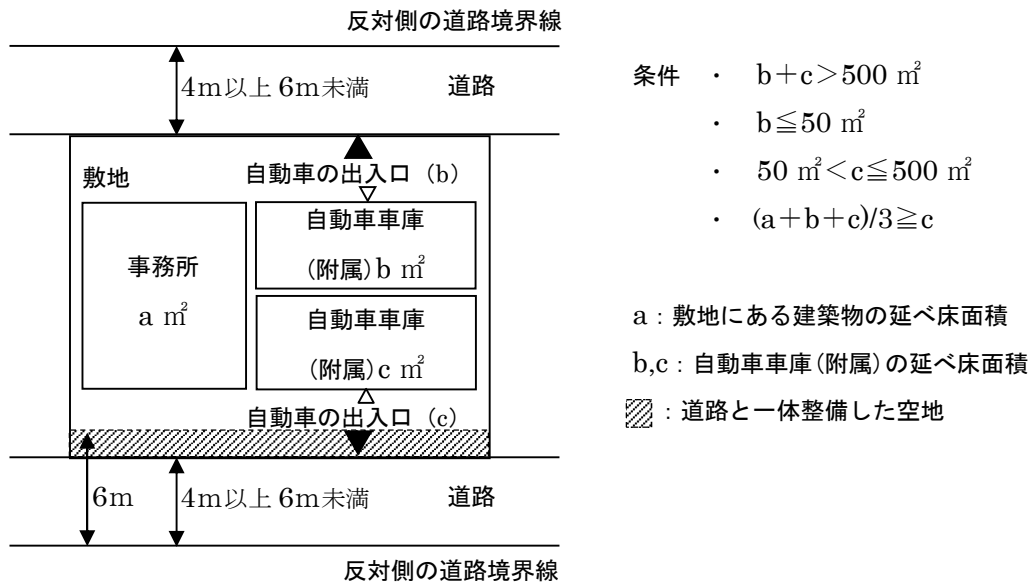 反対側の道路境界線
4m以上 6m未満
道路
敷地
自動車の出入口 (b)
事務所
a ㎡
自動車車庫
(附属)b ㎡
自動車車庫
(附属)c ㎡
自動車の出入口 (c)
6m
4m以上 6m未満
道路
反対側の道路境界線
条件 ・ b＋c＞500 ㎡
・ b≦50 ㎡
・ 50 ㎡＜c≦500 ㎡
・ (a＋b＋c)/3≧c
a：敷地にある建築物の延べ床面積
b,c：自動車車庫(附属)の延べ床面積
：道路と一体整備した空地